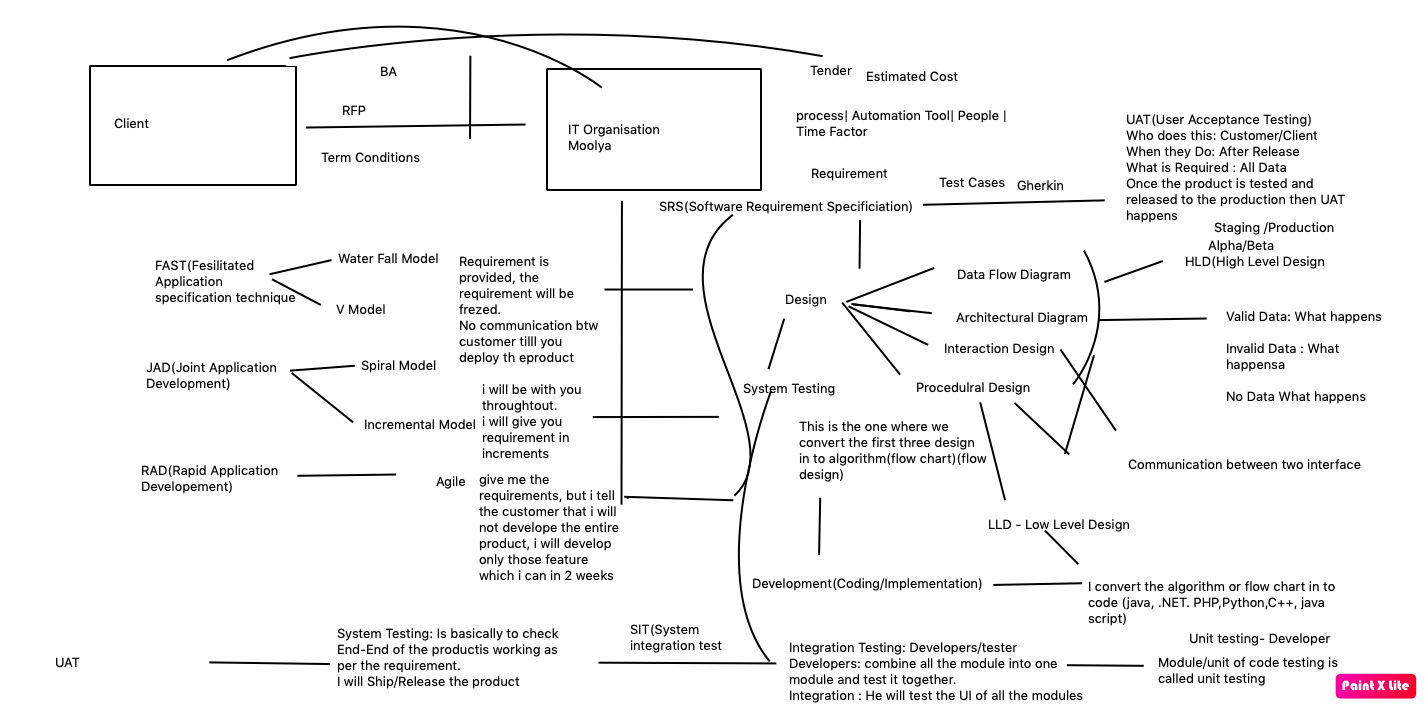 BA
Tender
Estimated Cost
RFP
Client
IT Organisation
Moolya
process| Automation Tool| People |
Time Factor
Term Conditions
Requirement
UAT(User Acceptance Testing)
Who does this: Customer/Client
When they Do: After Release
What is Required : All Data
Once the product is tested and
released to the production then UAT
happens
Test Cases
Gherkin
SRS(Software Requirement Specificiation)
Staging /Production
Alpha/Beta
HLD(High Level Design
FAST(Fesilitated
Application
specification technique
Water Fall Model
V Model
Requirement is
provided, the
requirement will be
frezed.
No communication btw
customer tilll you
deploy th eproduct
Design
Data Flow Diagram
Architectural Diagram
Interaction Design
Procedulral Design
Valid Data: What happens
Invalid Data : What
happensa
No Data What happens
JAD(Joint Application
Development)
Spiral Model
Incremental Model
i will be with you
throughtout.
i will give you
requirement in
increments
System Testing
This is the one where we
convert the first three design
in to algorithm(flow chart)(flow
design)
Communication between two interface
RAD(Rapid Application
Developement)
Agile
give me the
requirements, but i tell
the customer that i will
not develope the entire
product, i will develop
only those feature
which i can in 2 weeks
LLD - Low Level Design
Development(Coding/Implementation)
I convert the algorithm or flow chart in to
code (java, .NET. PHP,Python,C++, java
script)
UAT
System Testing: Is basically to check
End-End of the productis working as
per the requirement.
I will Ship/Release the product
SIT(System
integration test
Integration Testing: Developers/tester
Developers: combine all the module into one
module and test it together.
Integration : He will test the UI of all the modules
Unit testing- Developer
Module/unit of code testing is
called unit testing
Paint X Lite